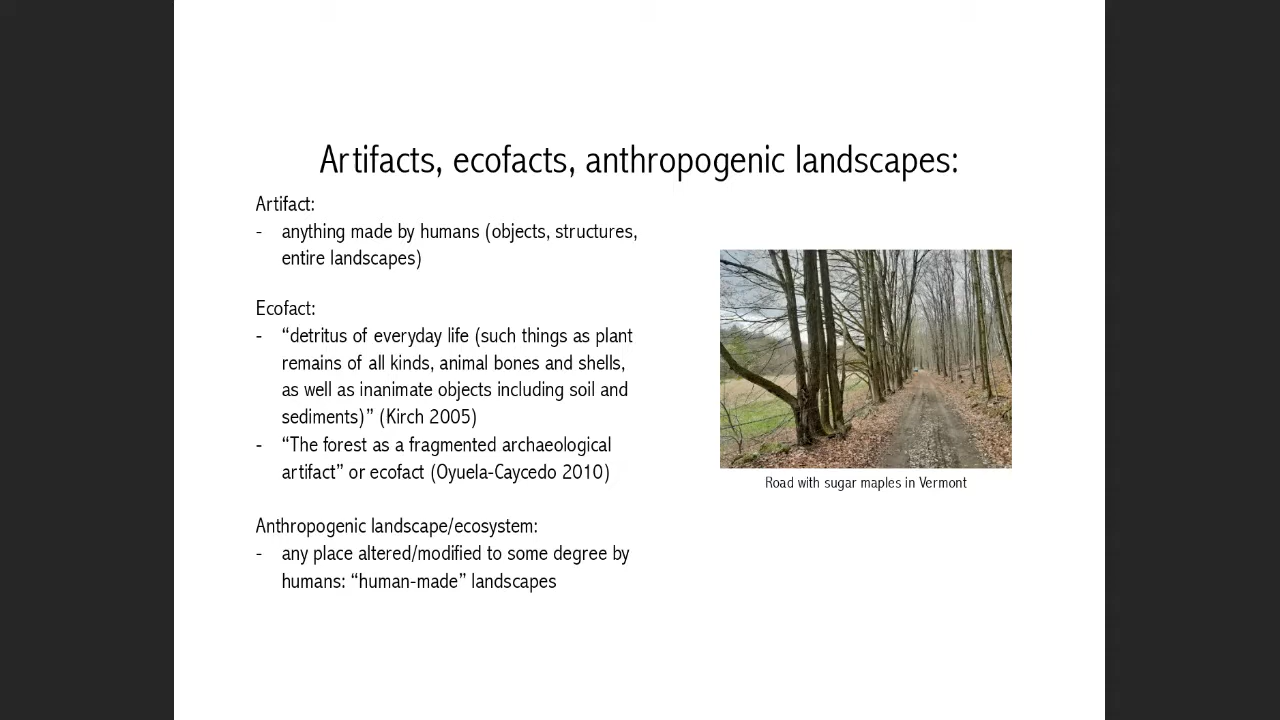 Artifacts, ecofacts, anthropogenic landscapes:
Artifact:
- anything made by humans (objects, structures,
entire landscapes)
Ecofact:
- “detritus of everyday life (such things as plant
remains of all kinds, animal bones and shells,
as well as inanimate objects including soil and
sediments)” (Kirch 2005)
- “The forest as a fragmented archaeological
artifact” or ecofact (Oyuela-Caycedo 2010)
Anthropogenic landscape/ecosystem:
- any place altered/modified to some degree by
humans: “human-made” landscapes
Road with sugar maples in Vermont